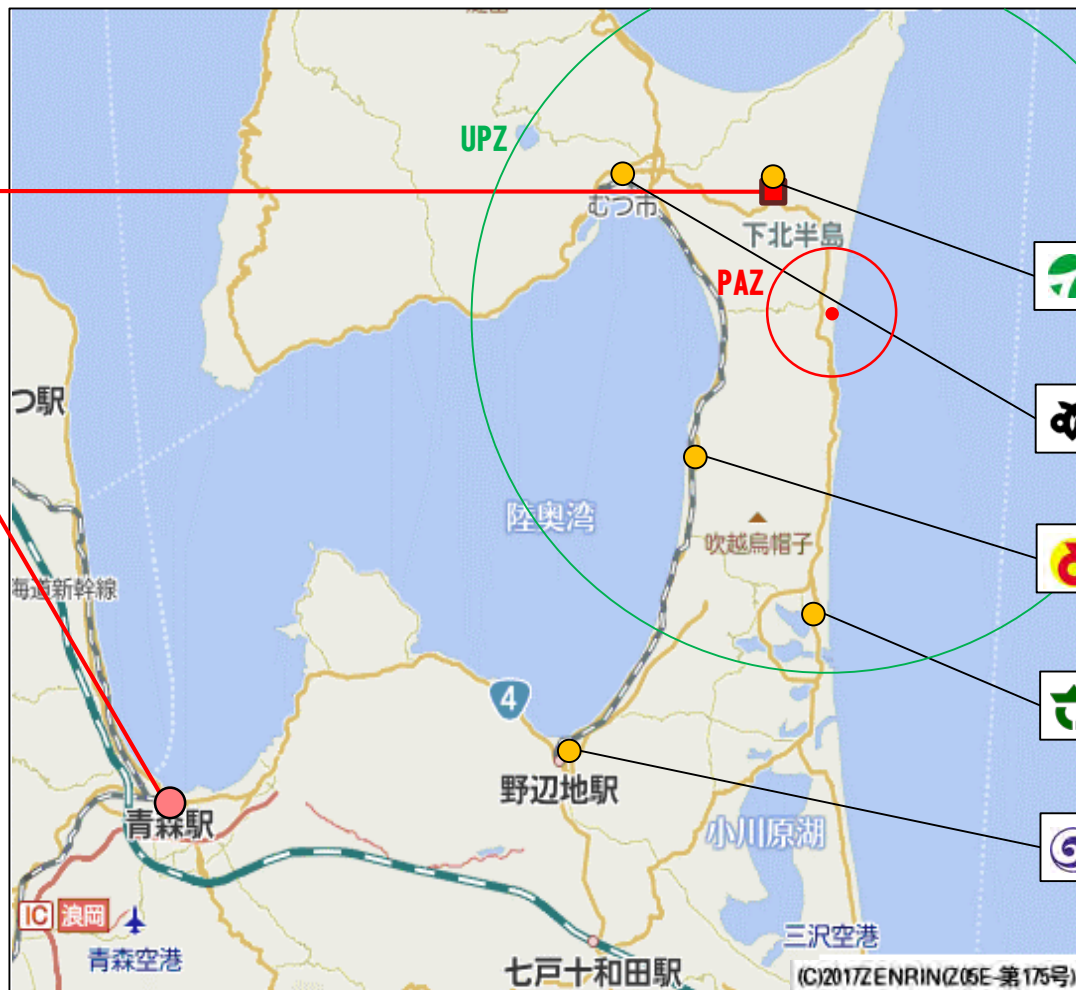 UPZ
むつ市
下北半島
PAZ
つ駅
陸奥湾
吹越烏帽子
海道新幹線
4
野辺地駅
青森駅
小川原湖
IC 浪岡
青森空港
三沢空港
七戸十和田駅
(C)2017ZENRIN(Z05E-第175号)